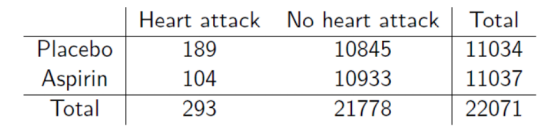 Heart attack No heart attack Total
Placebo 189 10845 11034
Aspirin 104 10933 11037
Total 293 21778 22071